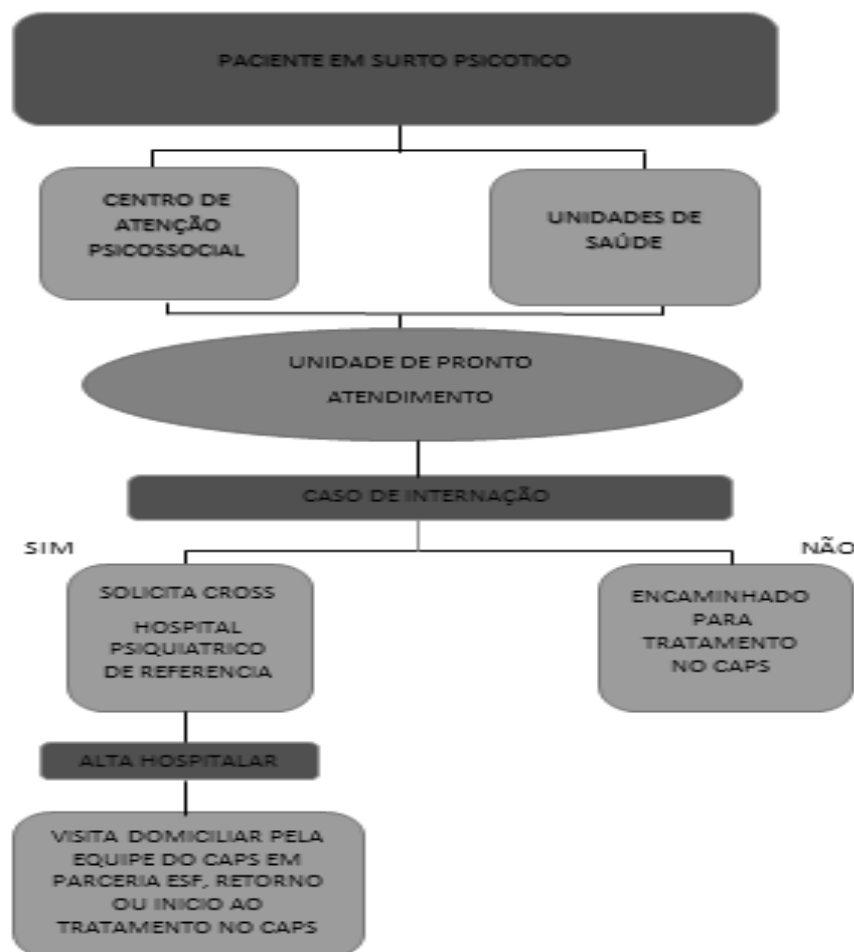 PACIENTE EM SURTO PSICOTICO
CENTRO DE
ATENÇÃO
PSICOSSOCIAL
UNIDADES DE
SAÚDE
UNIDADE DE PRONTO
ATENDIMENTO
CASO DE INTERNAÇÃO
SIM
NÃO
SOLICITA CROSS
HOSPITAL
PSIQUIATRICO
DE REFERENCIA
ENCAMINHADO
PARA
TRATAMENTO
NO CAPS
ALTA HOSPITALAR
VISITA DOMICILIAR PELA
EQUIPE DO CAPS EM
PARCERIA ESF, RETORNO
OU INICIO AO
TRATAMENTO NO CAPS